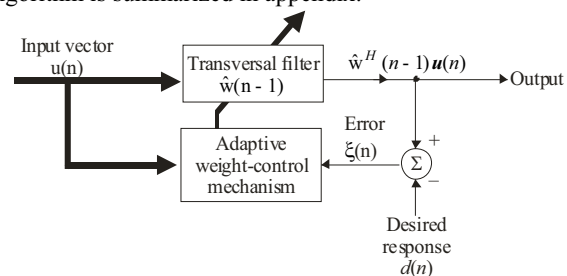 algorithm is summarized in appendix.
Input vector
u(n)
Transversal filter
ŵ(n - 1)
ŵ^H (n - 1) u(n)
Output
Adaptive
weight-control
mechanism
Error
ξ(n)
+
Σ
−
Desired
response
d(n)